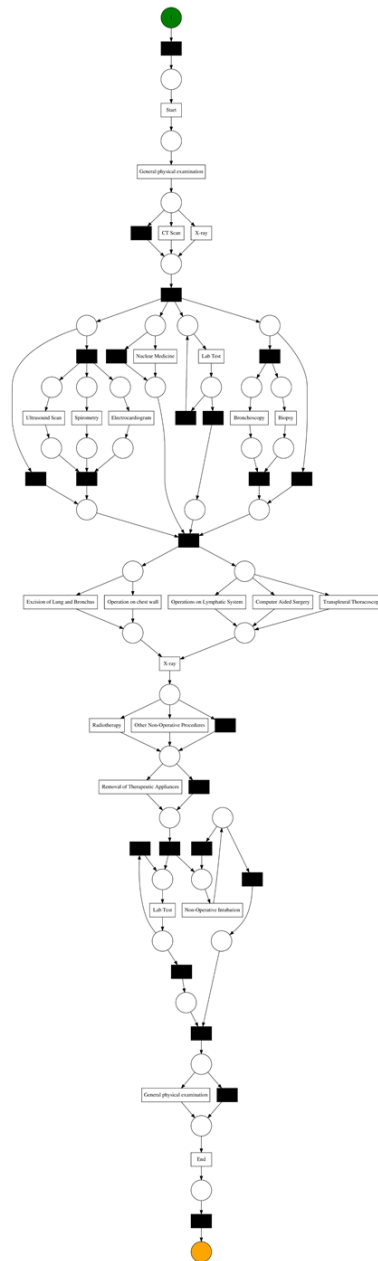 Start
General physical examination
CT Scan
X-ray
Nuclear Medicine
Lab Test
Ultrasound Scan
Spirometry
Electrocardiogram
Bronchoscopy
Biopsy
Excision of Lang and Bronchus
Operation on chest wall
Operations on Lymphatic System
Computer Aided Surgery
Transpleural Thoracoscopy
X-ray
Radiotherapy
Other Non-Operative Procedures
Removal of Therapeutic Appliances
Lab Test
Non-Operative Intubation
General physical examination
End